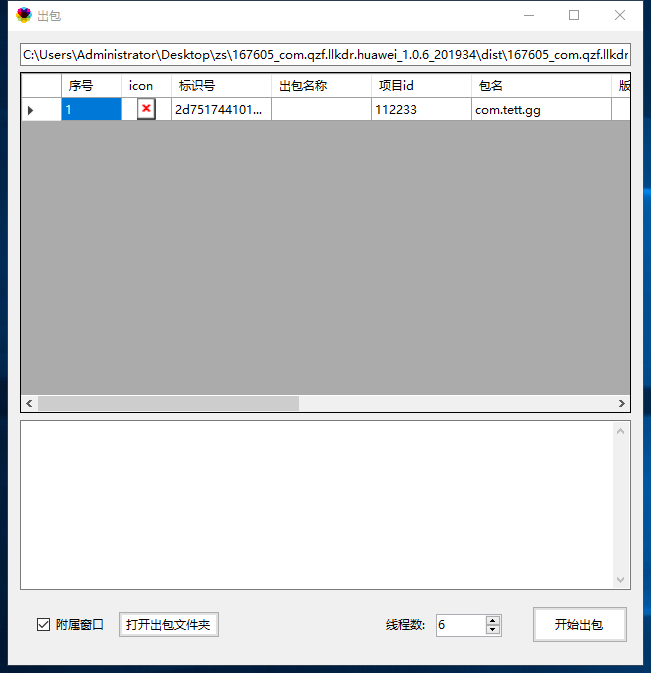 出包
C:\Users\Administrator\Desktop\zs\167605_com.qzf.llkdr.huawei_1.0.6_201934\dist\167605_com.qzf.llkdr
序号 icon 标识号 出包名称 项目id 包名 版
1 2d751744101... 112233 com.tett.gg
附属窗口 打开出包文件夹 线程数: 6 开始出包